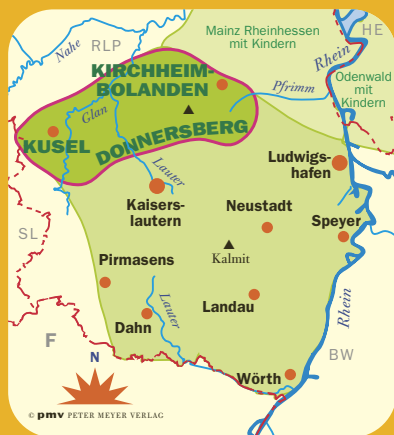 HE
RLP
Mainz Rheinhessen
mit Kindern
Nahe
Rhein
KIRCHHEIM-
BOLANDEN
Pfrimm
Odenwald
mit
Kindern
Glan
DONNERSBERG
KUSEL
Lauter
Ludwigs-
hafen
Kaisers-
lautern
Neustadt
Speyer
SL
Kalmit
Pirmasens
Rhein
Landau
Lauter
Dahn
F
N
BW
Wörth
© pmv PETER MEYER VERLAG